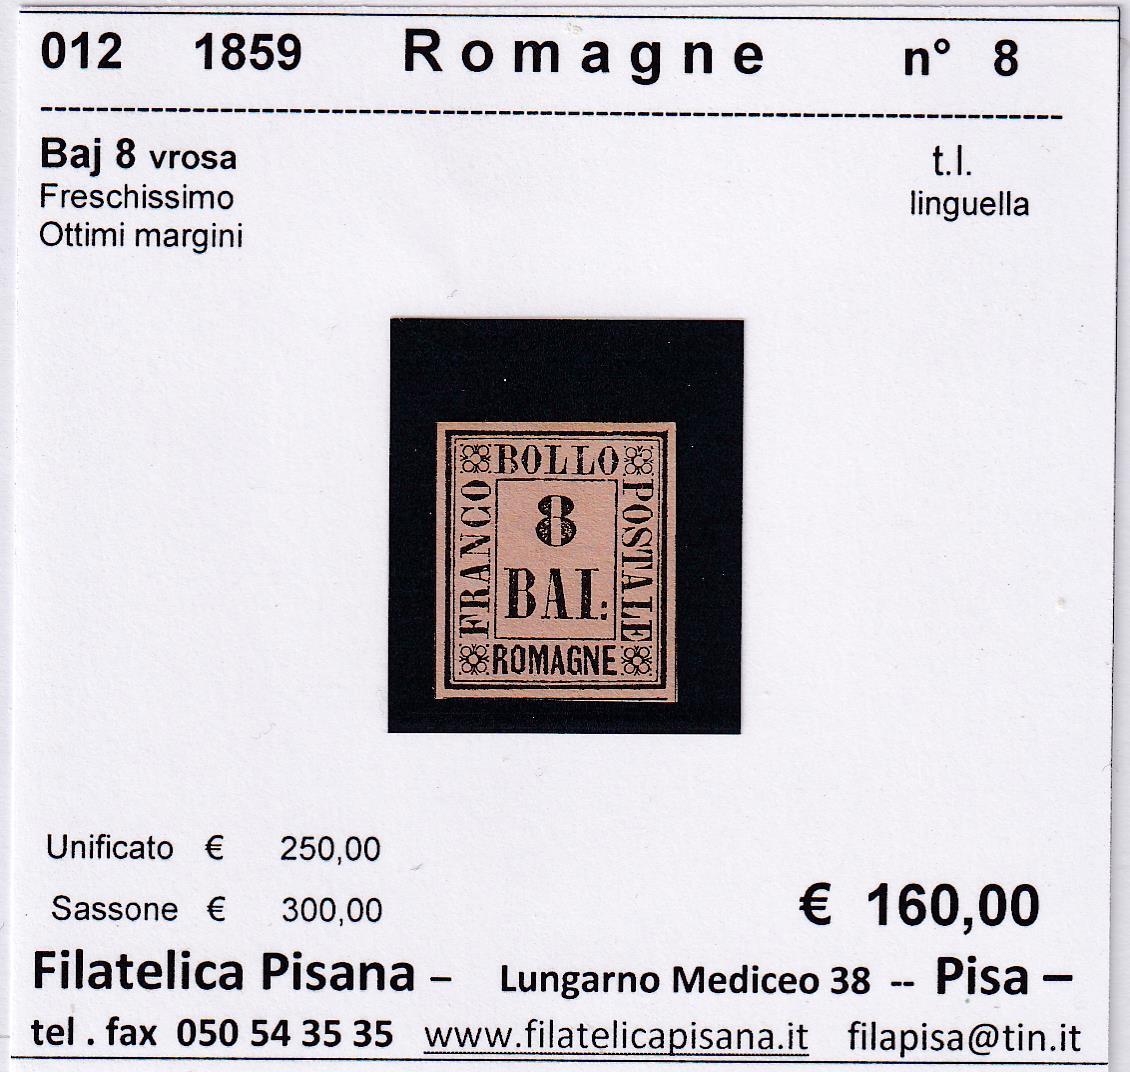 012 1859 Romagne n° 8
Baj 8 vrosa t.l.
Freschissimo linguella
Ottimi margini
BOLLO
FRANCO
POSTALE
8
BAI:
ROMAGNE
Unificato € 250,00
Sassone € 300,00 € 160,00
Filatelica Pisana – Lungarno Mediceo 38 -- Pisa –
tel . fax 050 54 35 35 www.filatelicapisana.it filapisa@tin.it